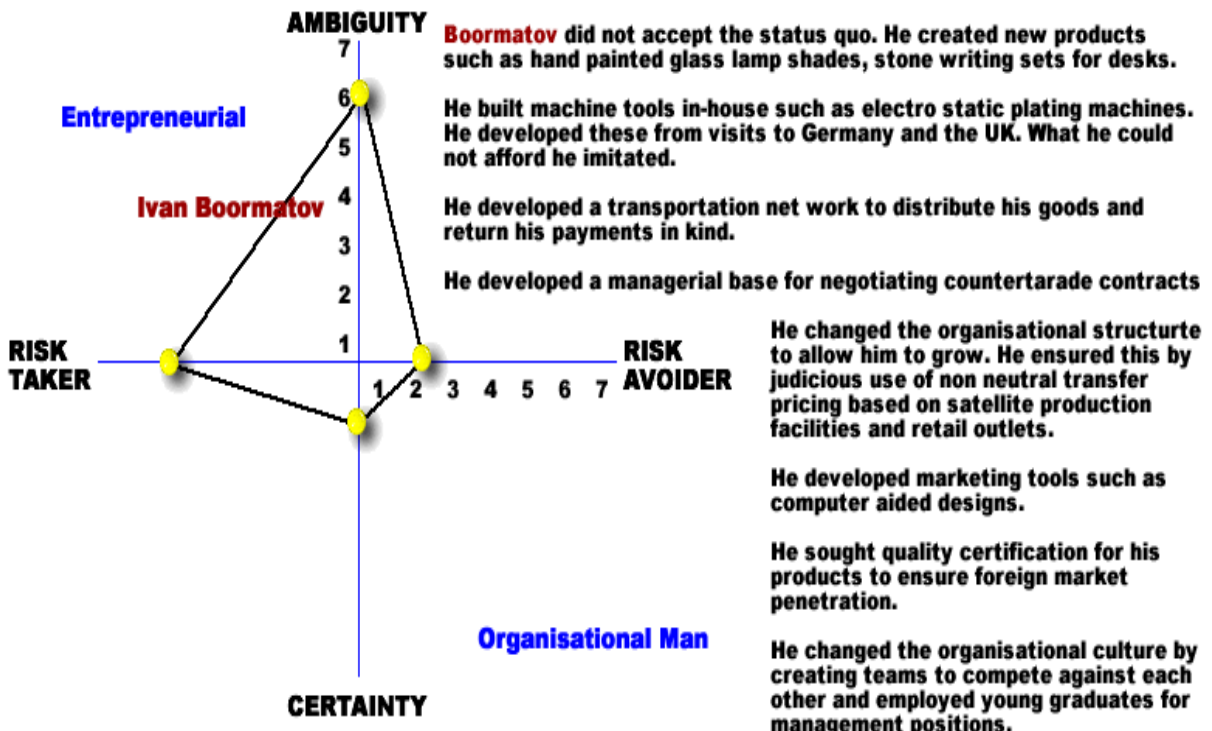 AMBIGUITY
7
6
5
4
3
2
1
Entrepreneurial
Ivan Boormatov
RISK
TAKER
RISK
AVOIDER
1 2 3 4 5 6 7
Organisational Man
CERTAINTY
Boormatov did not accept the status quo. He created new products
such as hand painted glass lamp shades, stone writing sets for desks.
He built machine tools in-house such as electro static plating machines.
He developed these from visits to Germany and the UK. What he could
not afford he imitated.
He developed a transportation net work to distribute his goods and
return his payments in kind.
He developed a managerial base for negotiating countertarade contracts
He changed the organisational structurte
to allow him to grow. He ensured this by
judicious use of non neutral transfer
pricing based on satellite production
facilities and retail outlets.
He developed marketing tools such as
computer aided designs.
He sought quality certification for his
products to ensure foreign market
penetration.
He changed the organisational culture by
creating teams to compete against each
other and employed young graduates for
management positions.